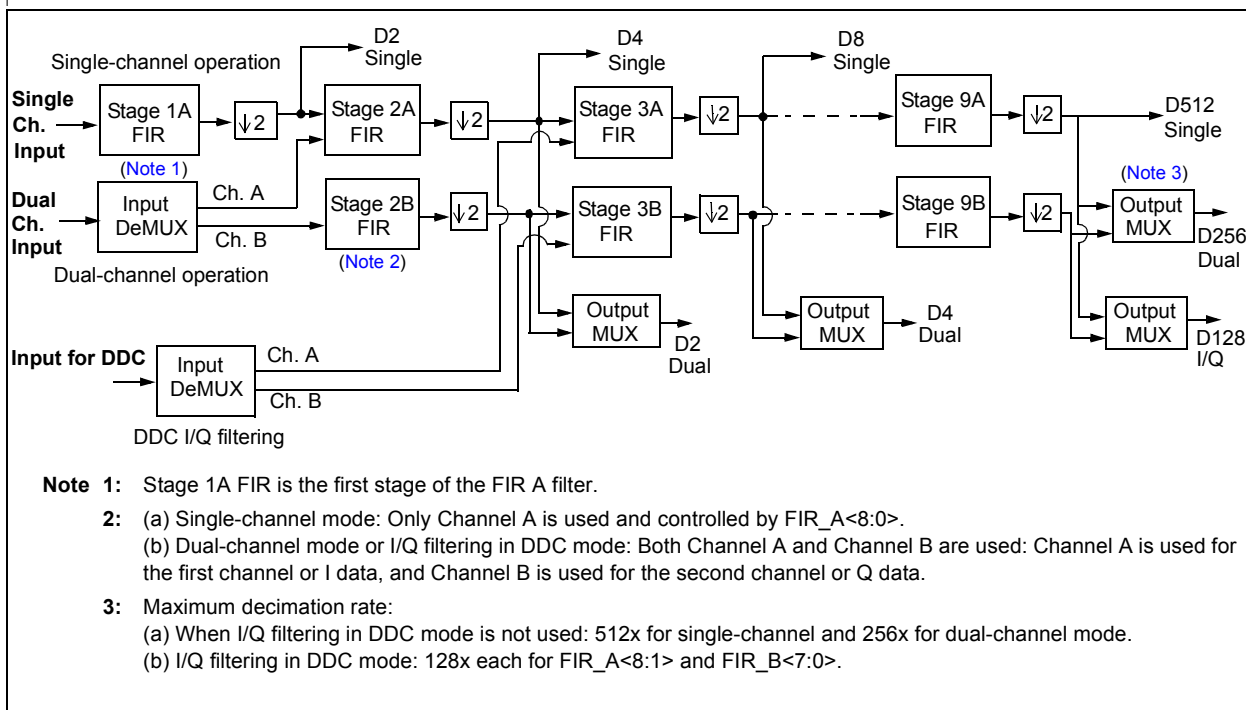 Single-channel operation
D2
Single
D4
Single
D8
Single
Single
Ch.
Input
Stage 1A
FIR
↓2
Stage 2A
FIR
↓2
Stage 3A
FIR
↓2
Stage 9A
FIR
↓2
D512
Single
(Note 1)
Dual
Ch.
Input
Input
DeMUX
Ch. A
Ch. B
Stage 2B
FIR
↓2
Stage 3B
FIR
↓2
Stage 9B
FIR
↓2
(Note 3)
Output
MUX
D256
Dual
(Note 2)
Dual-channel operation
Output
MUX
D2
Dual
Output
MUX
D4
Dual
Output
MUX
D128
I/Q
Input for DDC
Input
DeMUX
Ch. A
Ch. B
DDC I/Q filtering
Note 1: Stage 1A FIR is the first stage of the FIR A filter.
2: (a) Single-channel mode: Only Channel A is used and controlled by FIR_A<8:0>.
(b) Dual-channel mode or I/Q filtering in DDC mode: Both Channel A and Channel B are used: Channel A is used for
the first channel or I data, and Channel B is used for the second channel or Q data.
3: Maximum decimation rate:
(a) When I/Q filtering in DDC mode is not used: 512x for single-channel and 256x for dual-channel mode.
(b) I/Q filtering in DDC mode: 128x each for FIR_A<8:1> and FIR_B<7:0>.